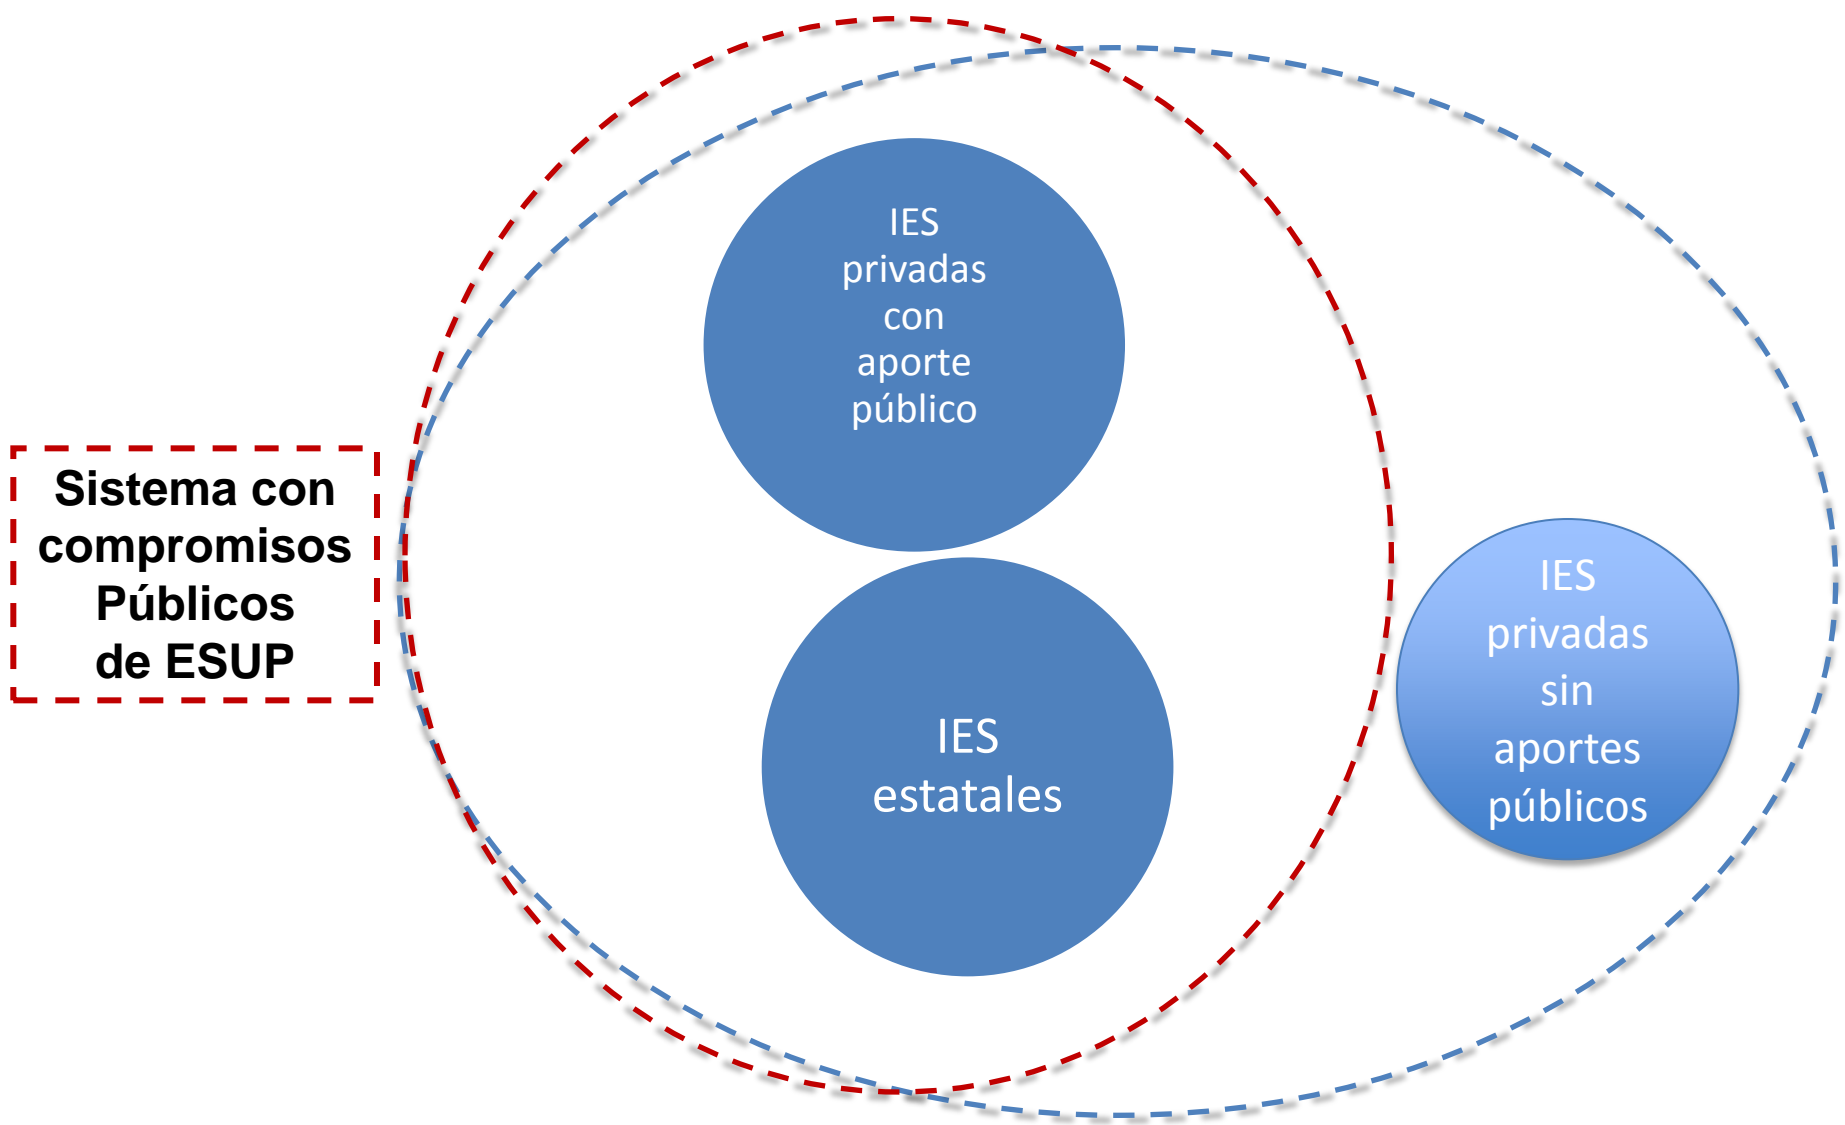 IES
privadas
con
aporte
público
Sistema con
compromisos
Públicos
de ESUP
IES
privadas
sin
aportes
públicos
IES
estatales